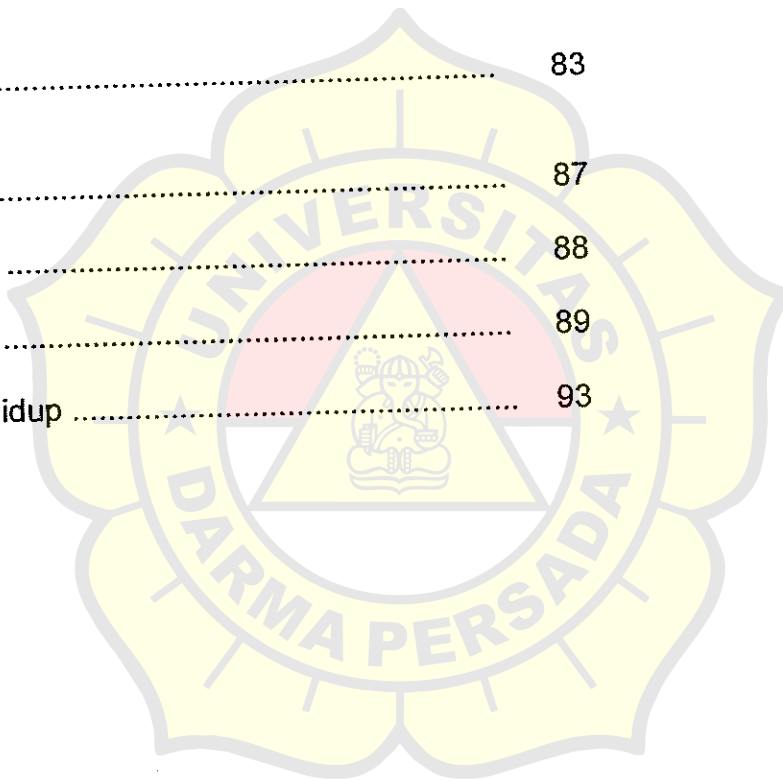 .......... 83
.......... 87
.......... 88
.......... 89
idup .......... 93
UNIVERSITAS
DARMA PERSADA